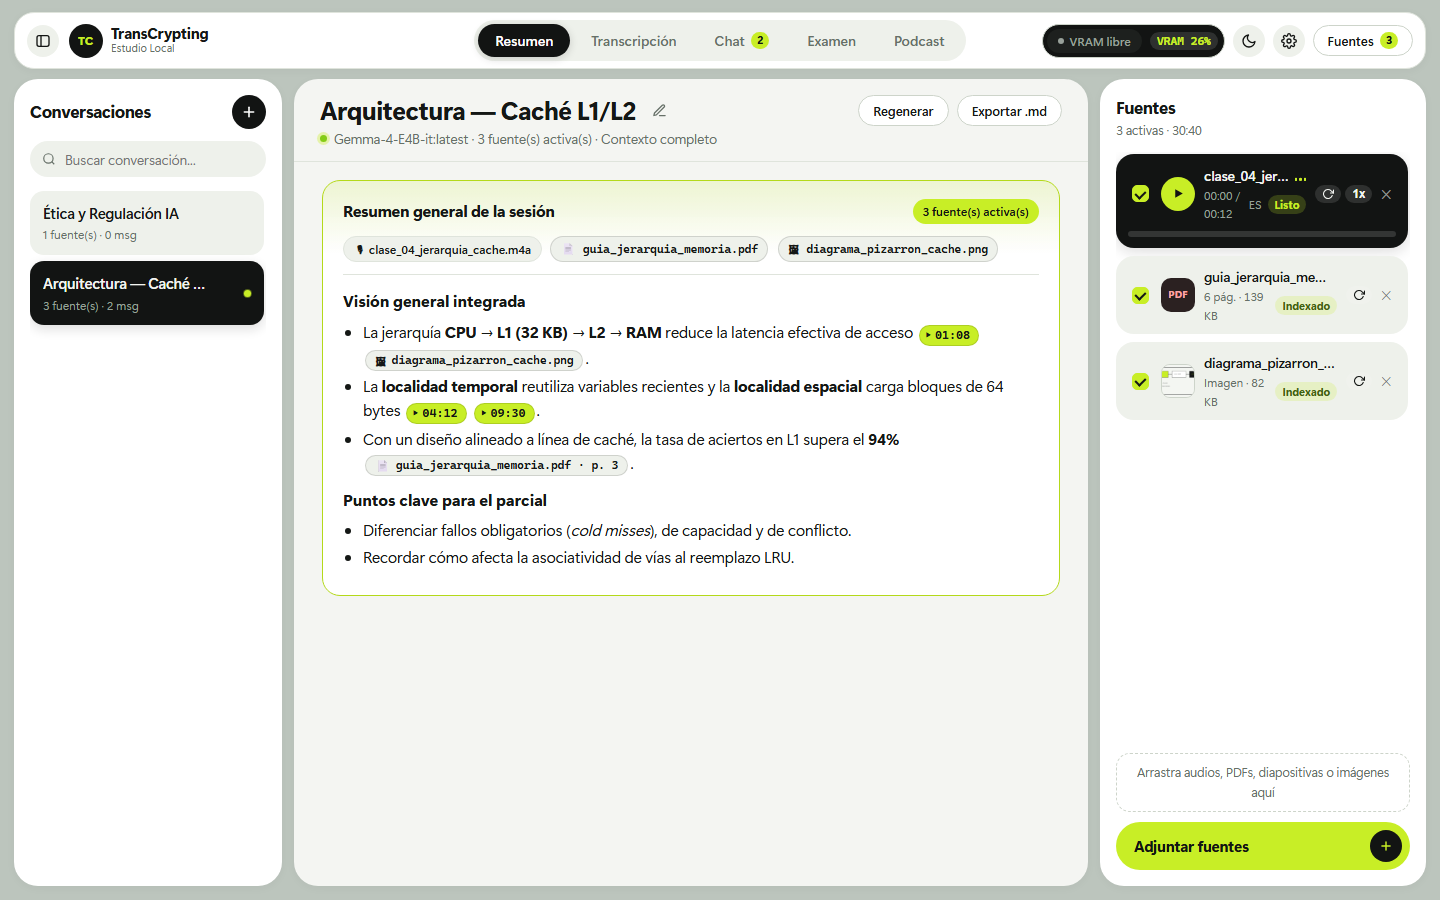 TC
TransCrypting
Estudio Local
Resumen
Transcripción
Chat 2
Examen
Podcast
VRAM libre
VRAM 26%
Fuentes 3
Conversaciones
Buscar conversación...
Ética y Regulación IA
1 fuente(s) · 0 msg
Arquitectura — Caché ...
3 fuente(s) · 2 msg
Arquitectura — Caché L1/L2
Regenerar
Exportar .md
Gemma-4-E4B-it:latest · 3 fuente(s) activa(s) · Contexto completo
Resumen general de la sesión
3 fuente(s) activa(s)
clase_04_jerarquia_cache.m4a
guia_jerarquia_memoria.pdf
diagrama_pizarron_cache.png
Visión general integrada
• La jerarquía CPU → L1 (32 KB) → L2 → RAM reduce la latencia efectiva de acceso 01:08
diagrama_pizarron_cache.png .
• La localidad temporal reutiliza variables recientes y la localidad espacial carga bloques de 64
bytes 04:12 09:30 .
• Con un diseño alineado a línea de caché, la tasa de aciertos en L1 supera el 94%
guia_jerarquia_memoria.pdf · p. 3 .
Puntos clave para el parcial
• Diferenciar fallos obligatorios (cold misses), de capacidad y de conflicto.
• Recordar cómo afecta la asociatividad de vías al reemplazo LRU.
Fuentes
3 activas · 30:40
clase_04_jer... ...
00:00 /
00:12
ES
Listo
1x
PDF
guia_jerarquia_me...
6 pág. · 139
KB
Indexado
diagrama_pizarron_...
Imagen · 82
KB
Indexado
Arrastra audios, PDFs, diapositivas o imágenes
aquí
Adjuntar fuentes